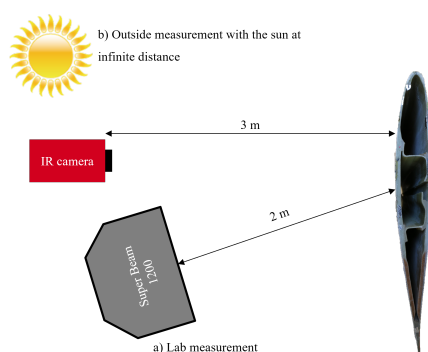 b) Outside measurement with the sun at
infinite distance
3 m
IR camera
2 m
Super Beam
1200
a) Lab measurement